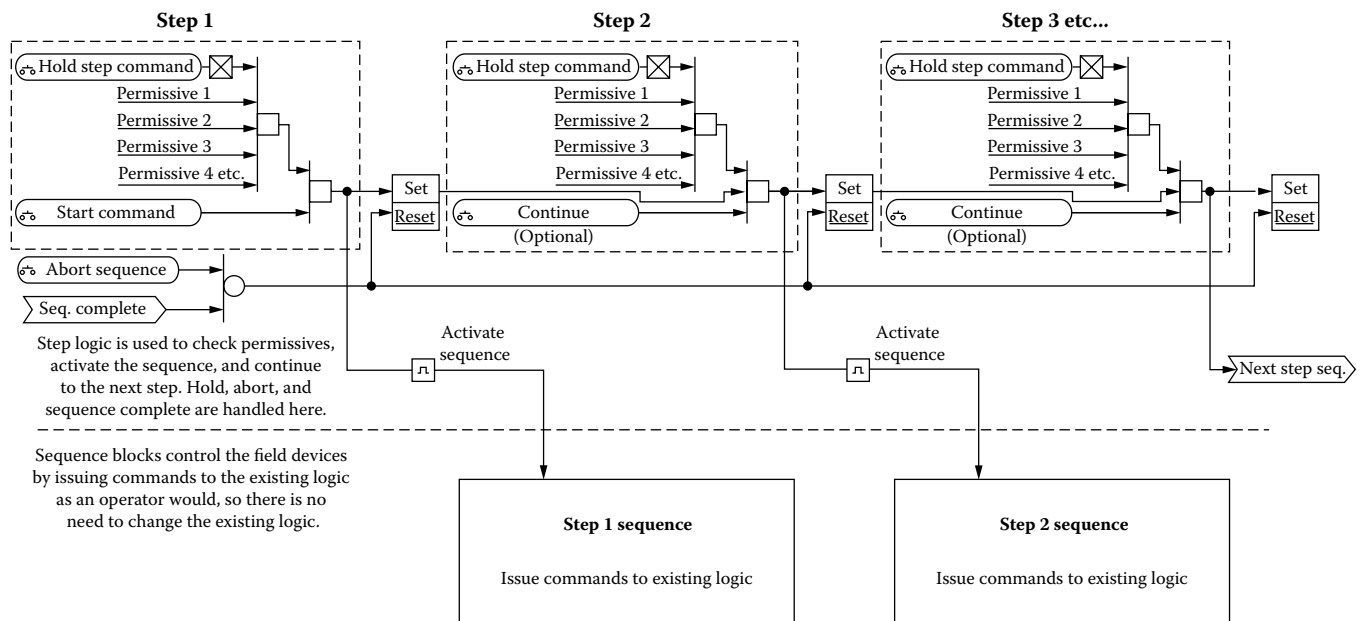 Step 1
Step 2
Step 3 etc...
Hold step command
Permissive 1
Permissive 2
Permissive 3
Permissive 4 etc.
Start command
Set
Reset
Hold step command
Permissive 1
Permissive 2
Permissive 3
Permissive 4 etc.
Continue
(Optional)
Set
Reset
Hold step command
Permissive 1
Permissive 2
Permissive 3
Permissive 4 etc.
Continue
(Optional)
Set
Reset
Abort sequence
Seq. complete
Step logic is used to check permissives,
activate the sequence, and continue
to the next step. Hold, abort, and
sequence complete are handled here.
Activate
sequence
Activate
sequence
Next step seq.
Sequence blocks control the field devices
by issuing commands to the existing logic
as an operator would, so there is no
need to change the existing logic.
Step 1 sequence
Issue commands to existing logic
Step 2 sequence
Issue commands to existing logic